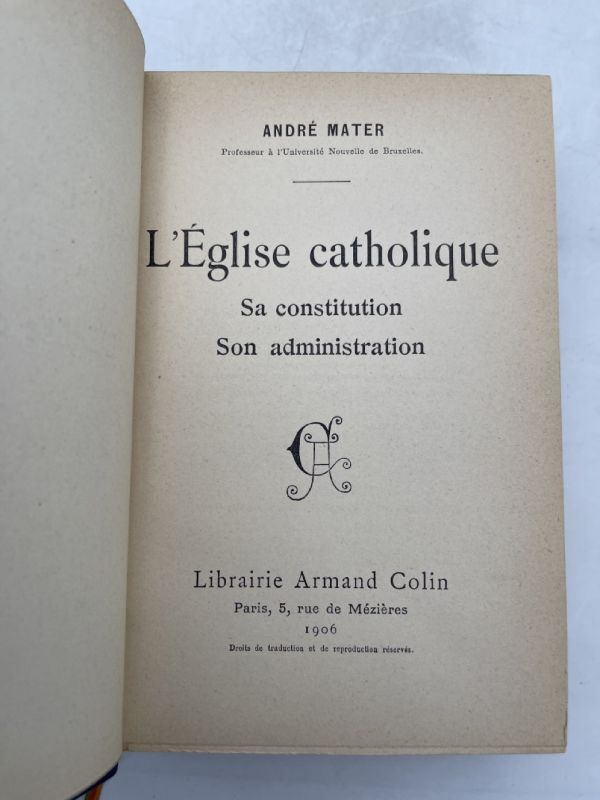 ANDRÉ MATER
Professeur à l'Université Nouvelle de Bruxelles.
L'Église catholique
Sa constitution
Son administration
Librairie Armand Colin
Paris, 5, rue de Mézières
1906
Droits de traduction et de reproduction réservés.